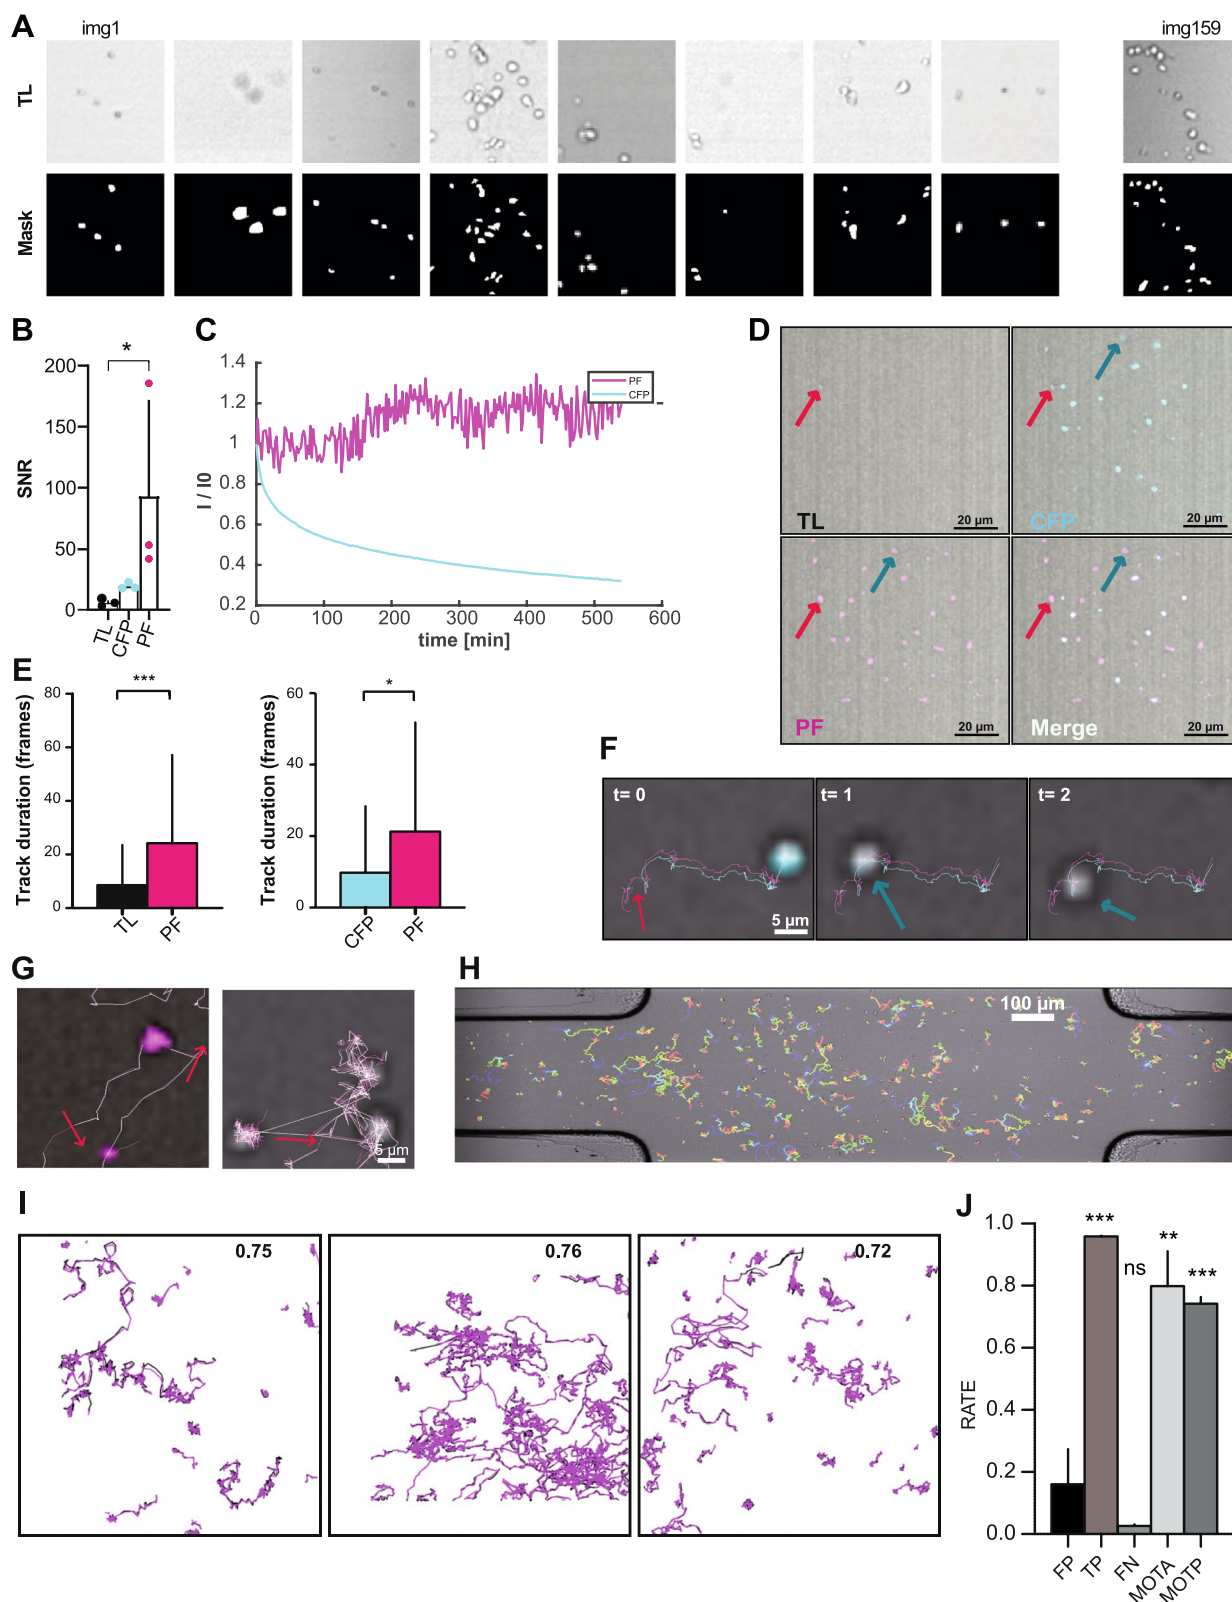 A
img1
img159
TL
Mask
B
C
D
*
200
150
100
50
0
SNR
TL
CFP
PF
1.4
1.2
1
0.8
0.6
0.4
0.2
I / I0
PF
CFP
0
100
200
300
400
500
600
time [min]
TL
20 µm
CFP
20 µm
PF
20 µm
Merge
20 µm
E
***
80
60
40
20
0
Track duration (frames)
TL
PF
*
60
40
20
0
Track duration (frames)
CFP
PF
F
t= 0
t= 1
t= 2
5 µm
G
5 µm
H
100 µm
I
0.75
0.76
0.72
J
1.0
0.8
0.6
0.4
0.2
0.0
RATE
***
ns
**
***
FP
TP
FN
MOTA
MOTP